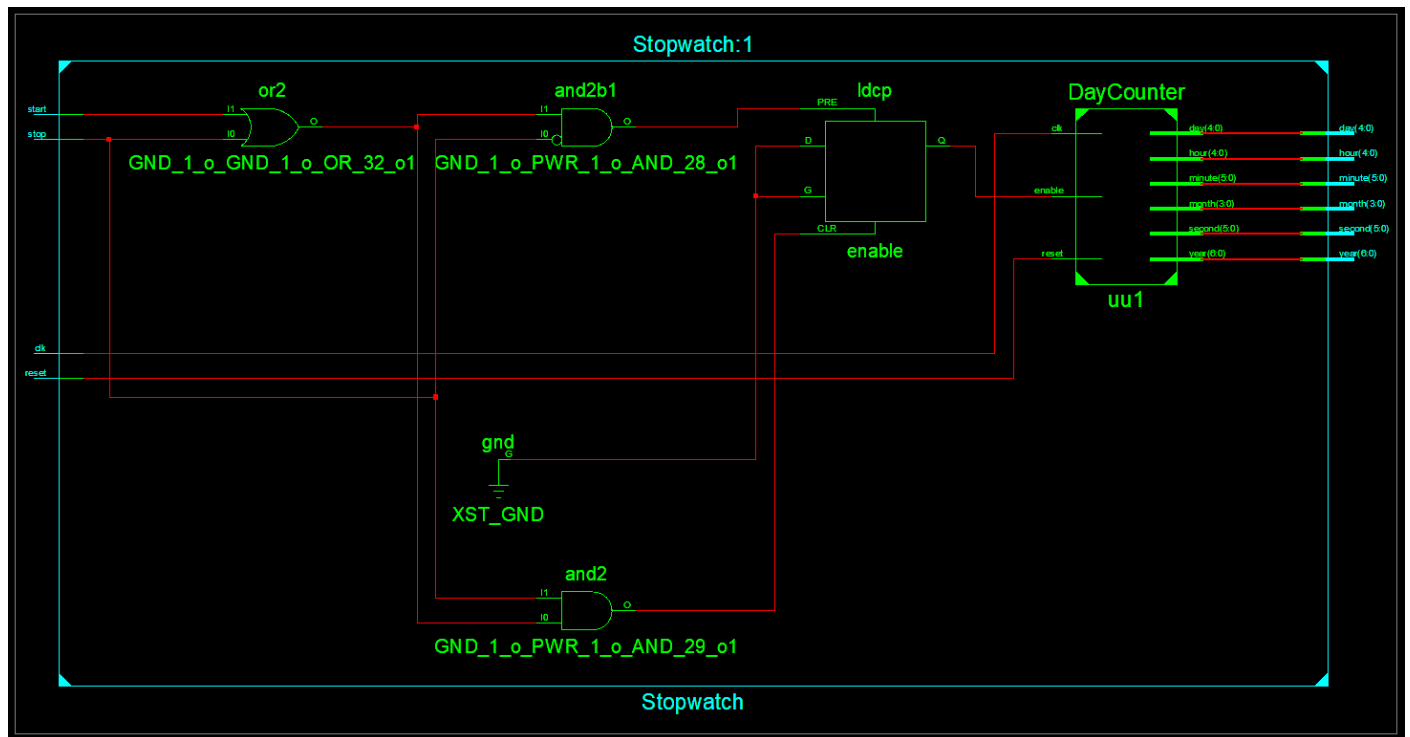 Stopwatch:1
or2
and2b1
ldcp
DayCounter
start
stop
I1
I0
O
GND_1_o_GND_1_o_OR_32_o1
I1
I0
O
GND_1_o_PWR_1_o_AND_28_o1
PRE
D
G
CLR
Q
enable
clk
enable
reset
day(4:0)
hour(4:0)
minute(5:0)
month(3:0)
second(5:0)
year(6:0)
uu1
day(4:0)
hour(4:0)
minute(5:0)
month(3:0)
second(5:0)
year(6:0)
clk
reset
gnd
G
XST_GND
and2
I1
I0
O
GND_1_o_PWR_1_o_AND_29_o1
Stopwatch